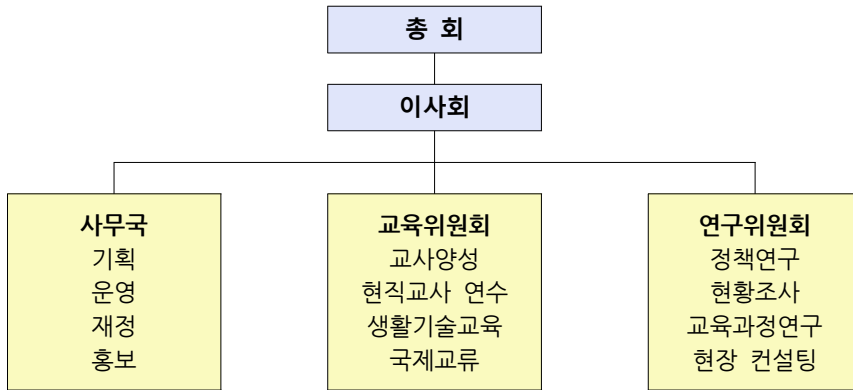 총 회
이사회
사무국
기획
운영
재정
홍보
교육위원회
교사양성
현직교사 연수
생활기술교육
국제교류
연구위원회
정책연구
현황조사
교육과정연구
현장 컨설팅